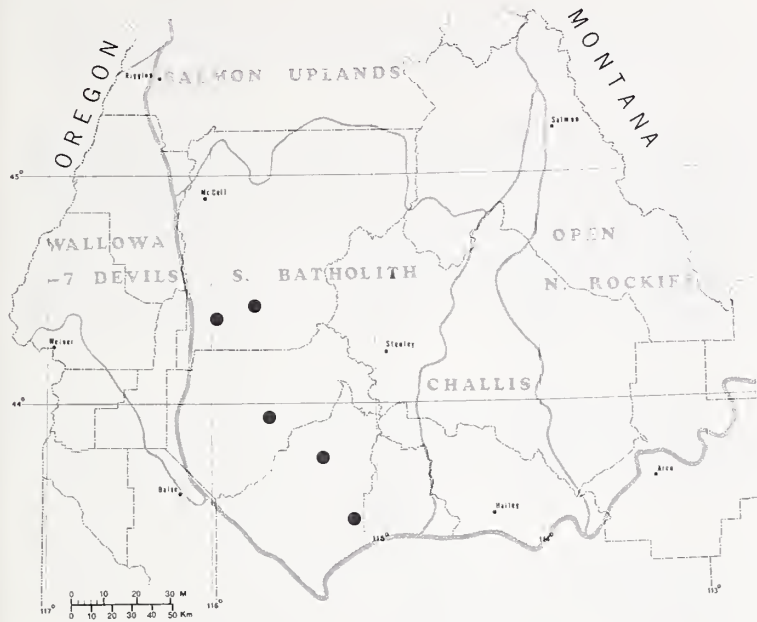 OREGON
MONTANA
Riggins
SALMON UPLANDS
Salmon
45°
McCall
WALLOWA
-7 DEVILS
S. BATHOLITH
OPEN
N. ROCKIE
Weiser
Stanley
CHALLIS
44°
Boise
Arco
Hailey
115°
114°
0 10 20 30 M
0 10 20 30 40 50 Km
117°
116°
113°